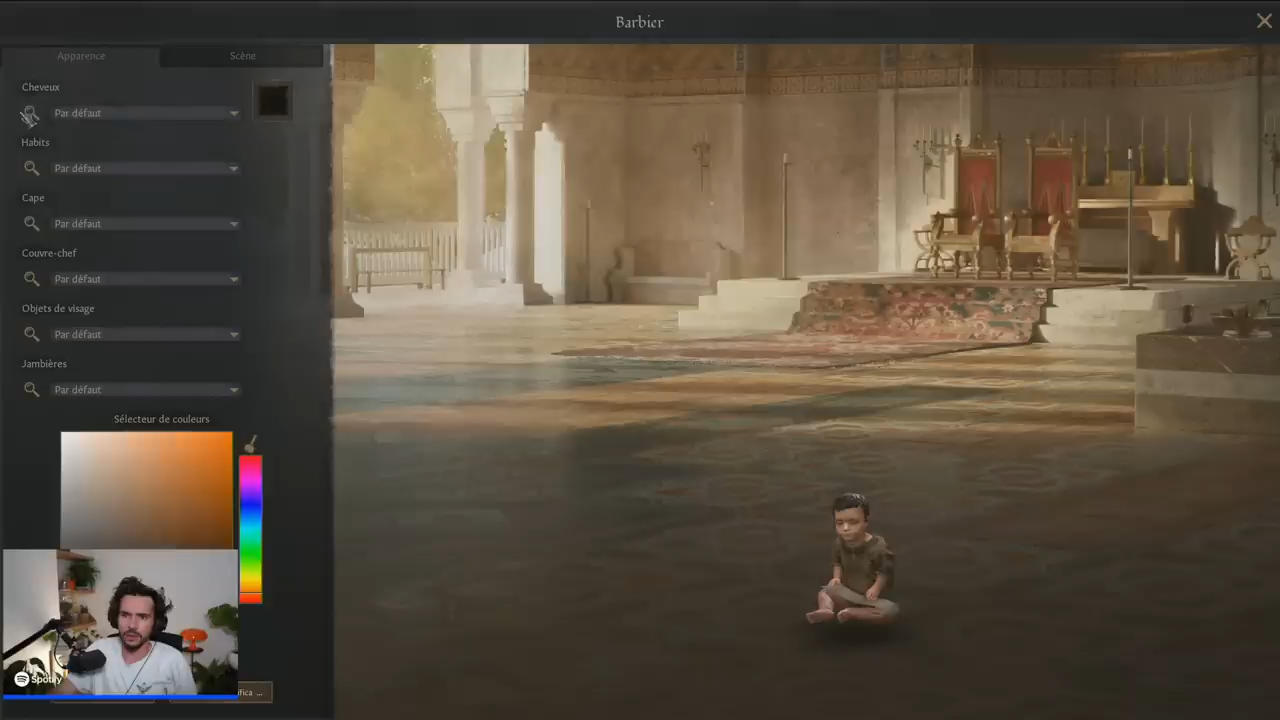 Barbier
Apparence
Scène
Cheveux
Par défaut
Habits
Par défaut
Cape
Par défaut
Couvre-chef
Par défaut
Objets de visage
Par défaut
Jambières
Par défaut
Sélecteur de couleurs
Spotify
ifica ...